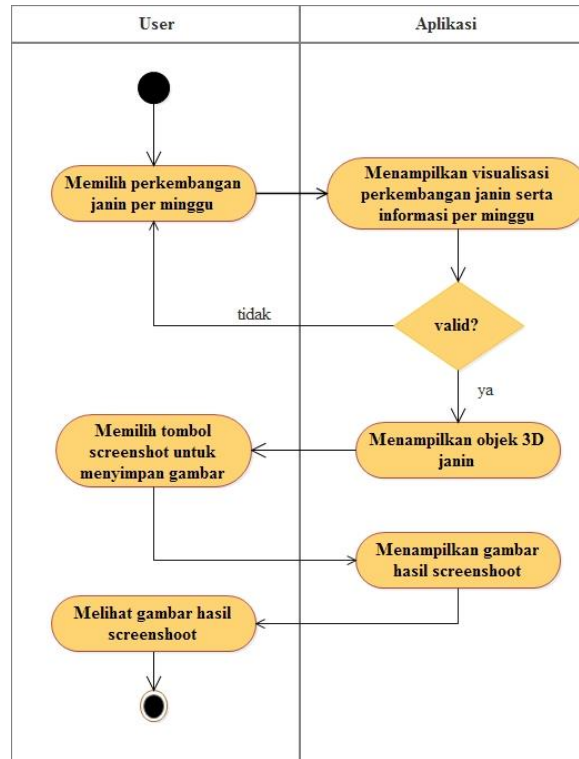 User
Aplikasi
Memilih perkembangan
janin per minggu
Menampilkan visualisasi
perkembangan janin serta
informasi per minggu
valid?
tidak
ya
Menampilkan objek 3D
janin
Memilih tombol
screenshot untuk
menyimpan gambar
Menampilkan gambar
hasil screenshoot
Melihat gambar hasil
screenshoot